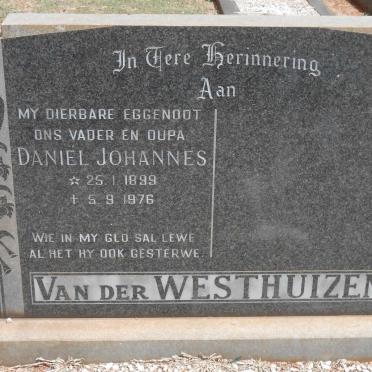 In Tere Herinnering
Aan
MY DIERBARE EGGENOOT
ONS VADER EN OUPA
DANIEL JOHANNES
☆ 25.1.1899
† 5.9.1976
WIE IN MY GLO SAL LEWE
AL HET HY OOK GESTERWE.
VAN DER WESTHUIZEN